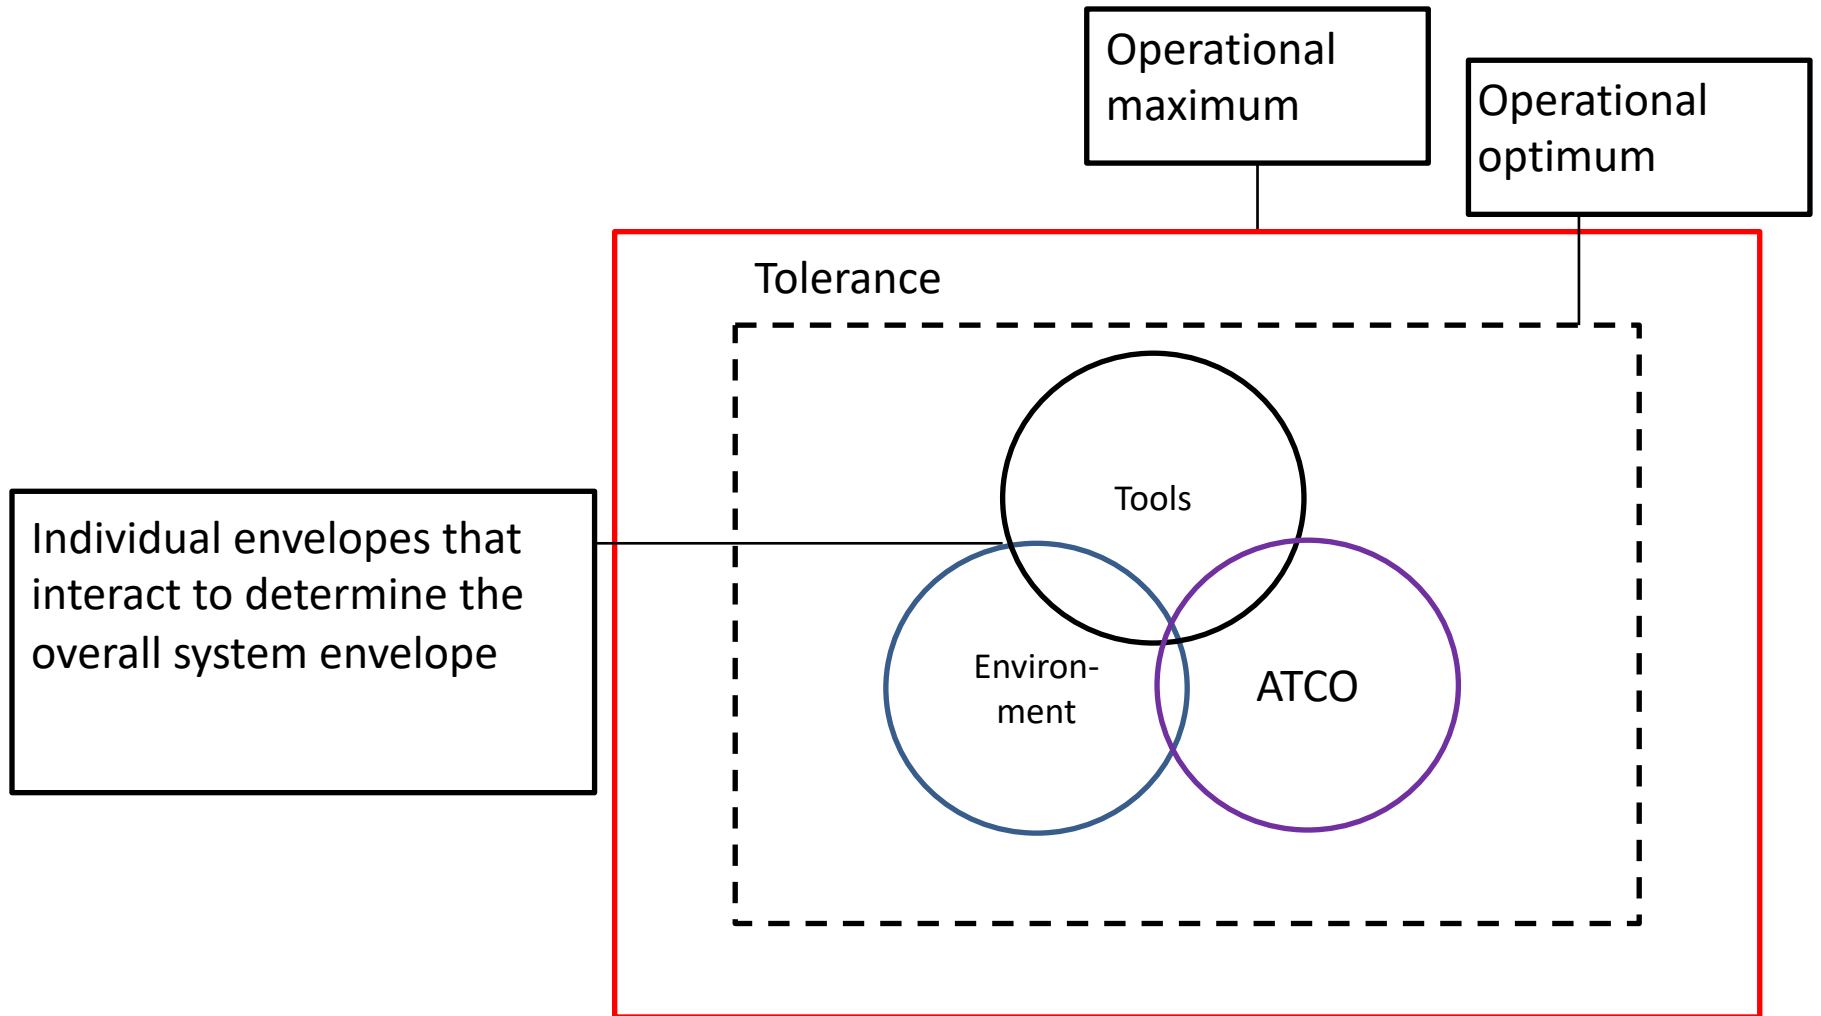 Operational
maximum
Operational
optimum
Tolerance
Tools
Individual envelopes that
interact to determine the
overall system envelope
Environ-
ment
ATCO